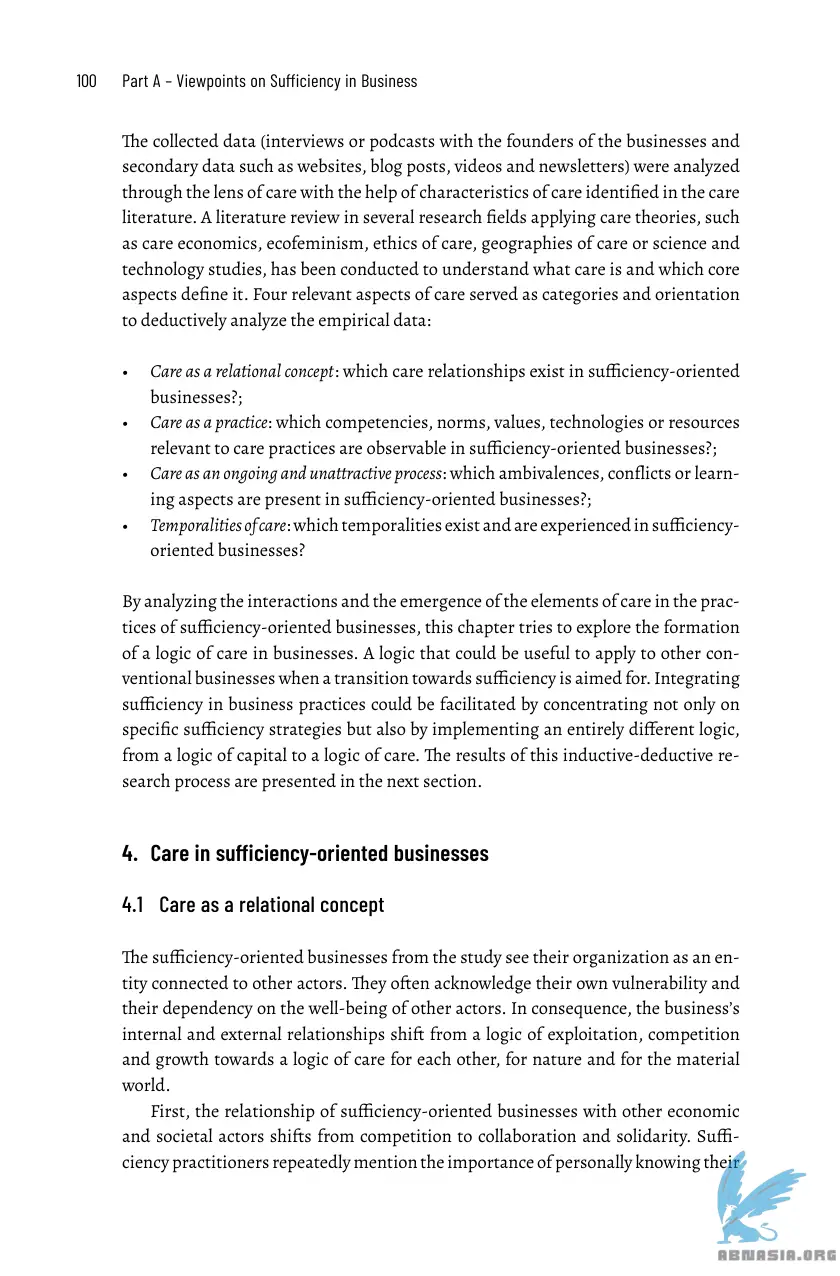 100 Part A – Viewpoints on Sufficiency in Business
The collected data (interviews or podcasts with the founders of the businesses and
secondary data such as websites, blog posts, videos and newsletters) were analyzed
through the lens of care with the help of characteristics of care identified in the care
literature. A literature review in several research fields applying care theories, such
as care economics, ecofeminism, ethics of care, geographies of care or science and
technology studies, has been conducted to understand what care is and which core
aspects define it. Four relevant aspects of care served as categories and orientation
to deductively analyze the empirical data:
• Care as a relational concept: which care relationships exist in sufficiency-oriented
businesses?;
• Care as a practice: which competencies, norms, values, technologies or resources
relevant to care practices are observable in sufficiency-oriented businesses?;
• Care as an ongoing and unattractive process: which ambivalences, conflicts or learn-
ing aspects are present in sufficiency-oriented businesses?;
• Temporalities of care: which temporalities exist and are experienced in sufficiency-
oriented businesses?
By analyzing the interactions and the emergence of the elements of care in the prac-
tices of sufficiency-oriented businesses, this chapter tries to explore the formation
of a logic of care in businesses. A logic that could be useful to apply to other con-
ventional businesses when a transition towards sufficiency is aimed for. Integrating
sufficiency in business practices could be facilitated by concentrating not only on
specific sufficiency strategies but also by implementing an entirely different logic,
from a logic of capital to a logic of care. The results of this inductive-deductive re-
search process are presented in the next section.
4. Care in sufficiency-oriented businesses
4.1 Care as a relational concept
The sufficiency-oriented businesses from the study see their organization as an en-
tity connected to other actors. They often acknowledge their own vulnerability and
their dependency on the well-being of other actors. In consequence, the business's
internal and external relationships shift from a logic of exploitation, competition
and growth towards a logic of care for each other, for nature and for the material
world.
First, the relationship of sufficiency-oriented businesses with other economic
and societal actors shifts from competition to collaboration and solidarity. Suffi-
ciency practitioners repeatedly mention the importance of personally knowing their
ABNASIA.ORG